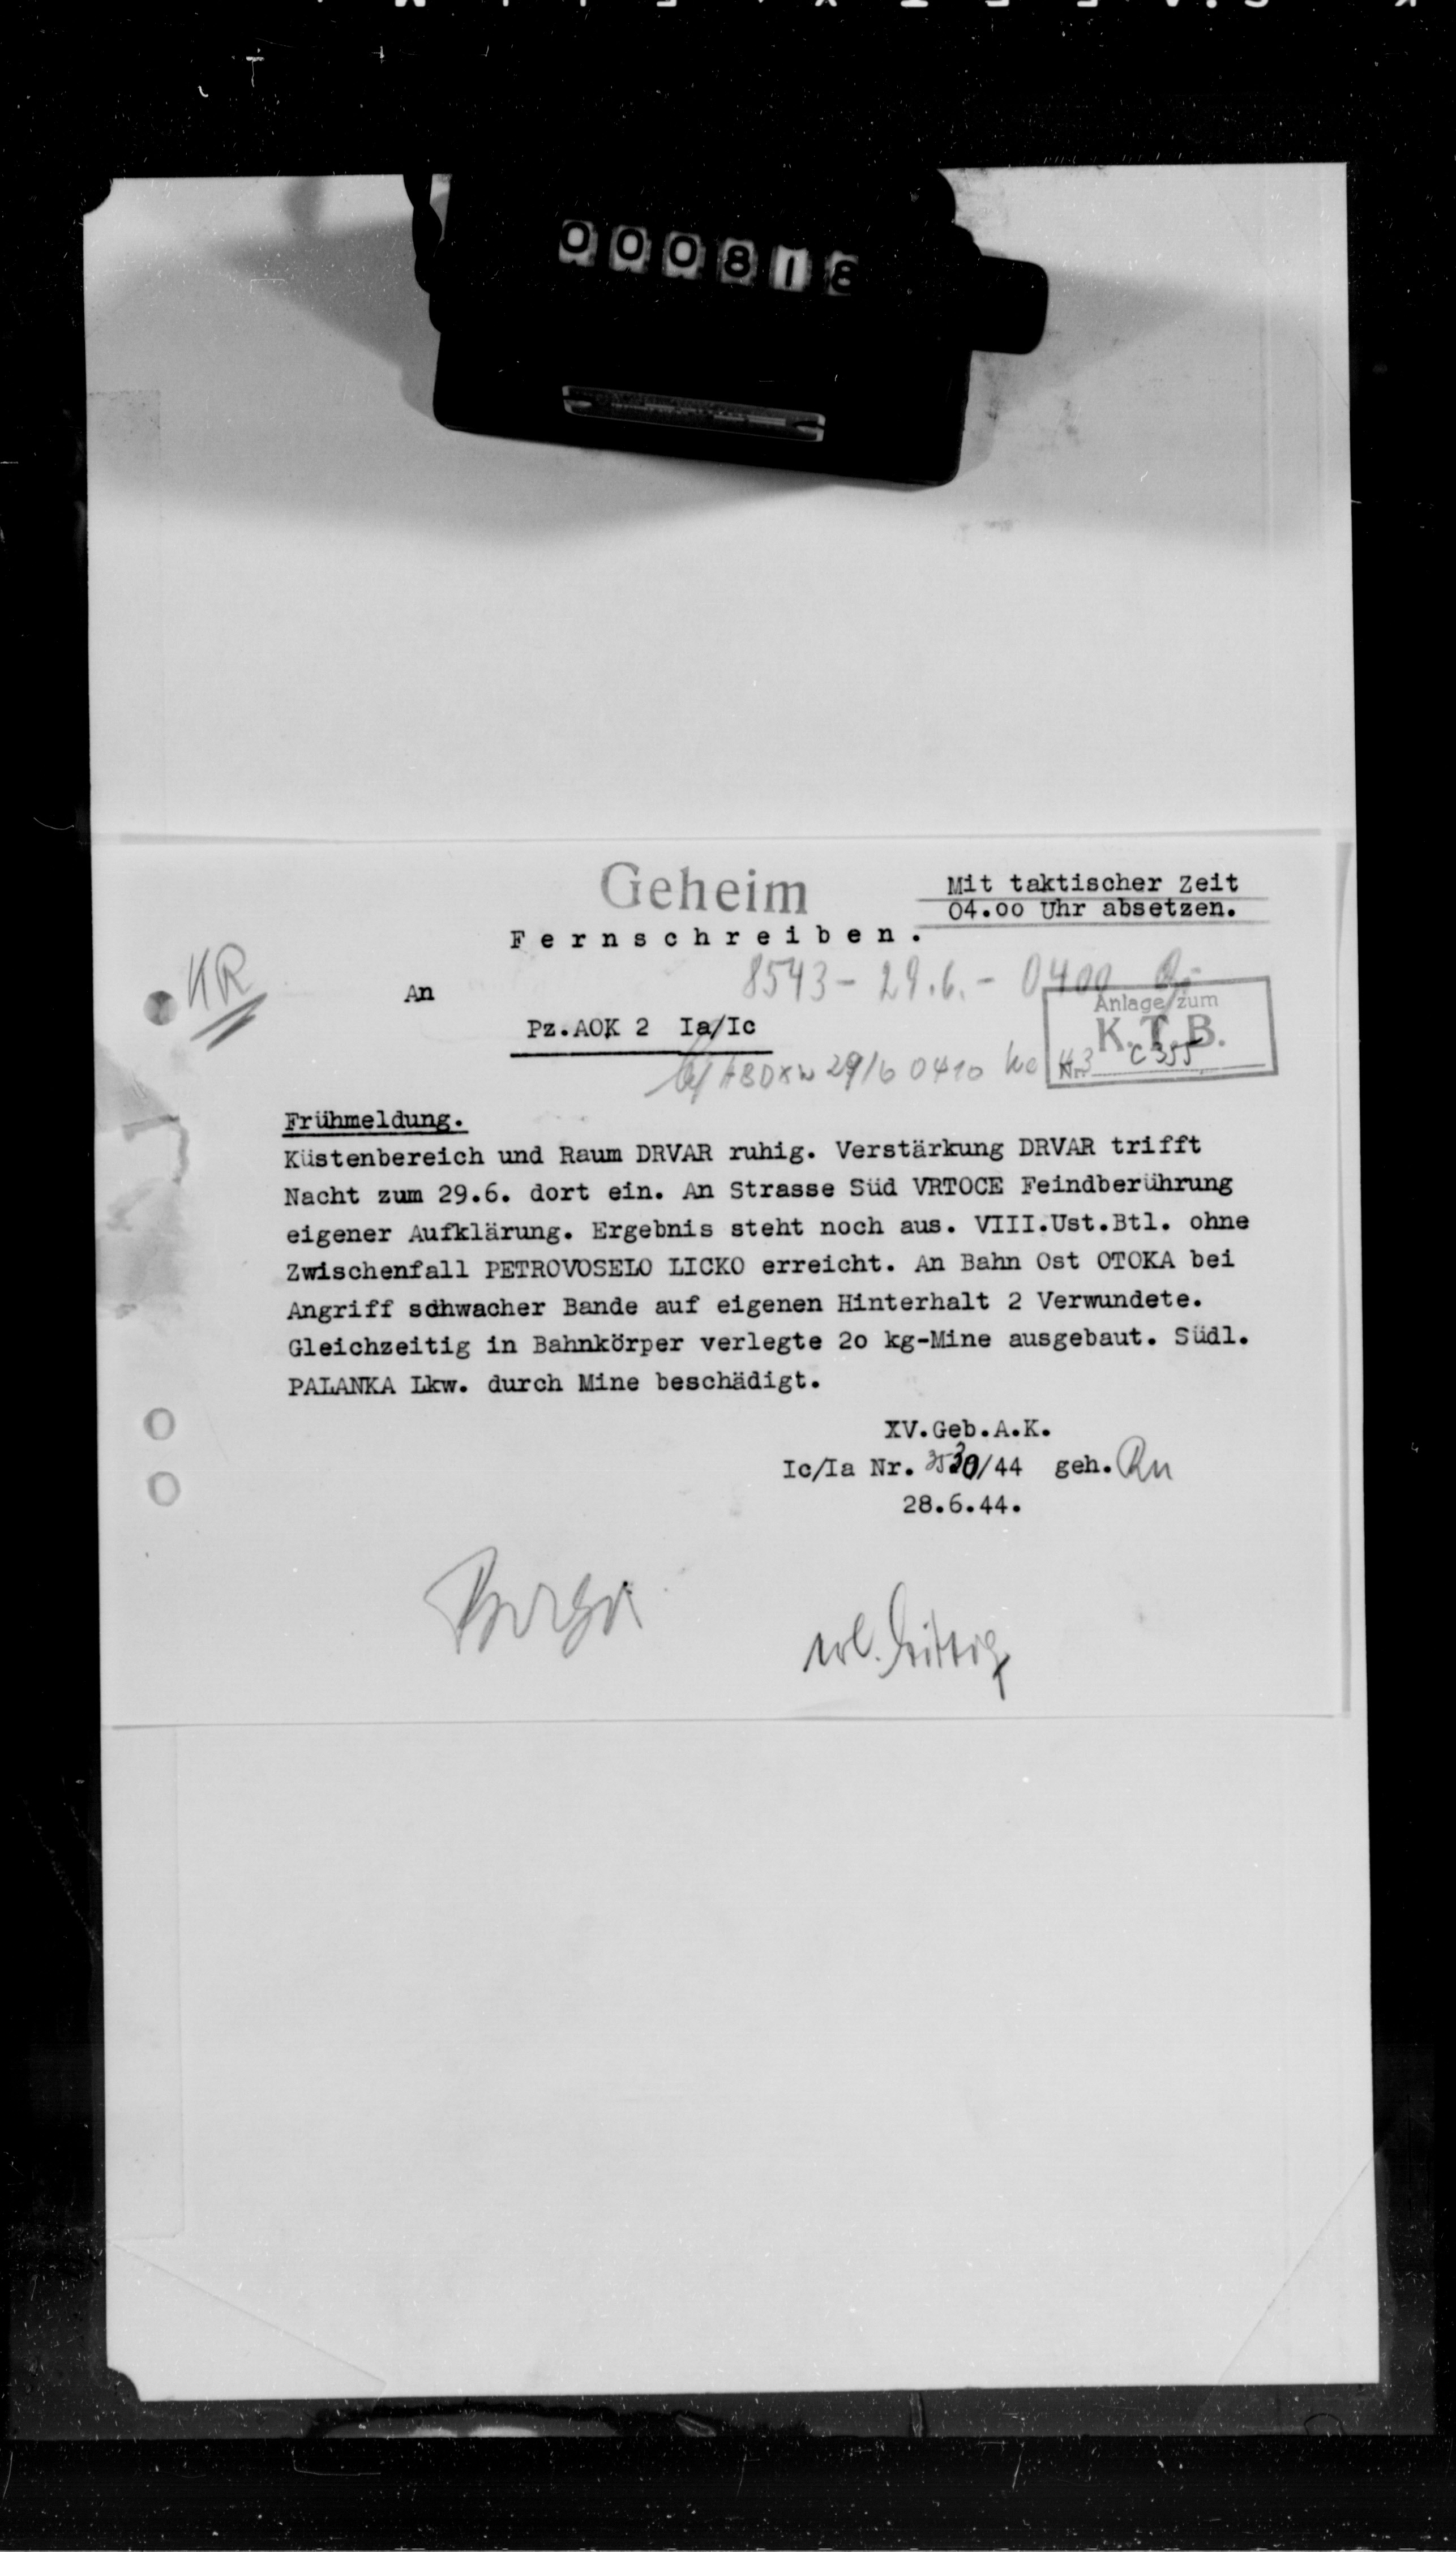 000818
Geheim
Mit taktischer Zeit
04.00 Uhr absetzen.
Fernschreiben.
KR
8543 - 29.6. - 0400
An
Anlage zum
Pz.AOK 2 Ia/Ic
K.T.B.
HBDXW 29/6 0410
Nr. C 355
Frühmeldung.
Küstenbereich und Raum DRVAR ruhig. Verstärkung DRVAR trifft
Nacht zum 29.6. dort ein. An Strasse Süd VRTOCE Feindberührung
eigener Aufklärung. Ergebnis steht noch aus. VIII.Ust.Btl. ohne
Zwischenfall PETROVOSELO LICKO erreicht. An Bahn Ost OTOKA bei
Angriff schwacher Bande auf eigenen Hinterhalt 2 Verwundete.
Gleichzeitig in Bahnkörper verlegte 2o kg-Mine ausgebaut. Südl.
PALANKA Lkw. durch Mine beschädigt.
XV.Geb.A.K.
Ic/Ia Nr. 3530/44 geh.
28.6.44.